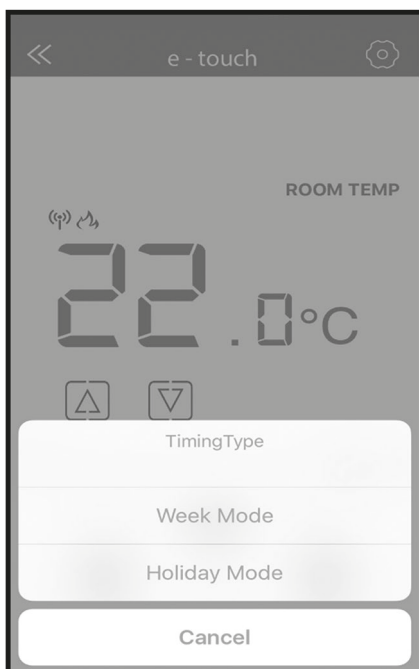 e - touch
ROOM TEMP
22.0°C
TimingType
Week Mode
Holiday Mode
Cancel